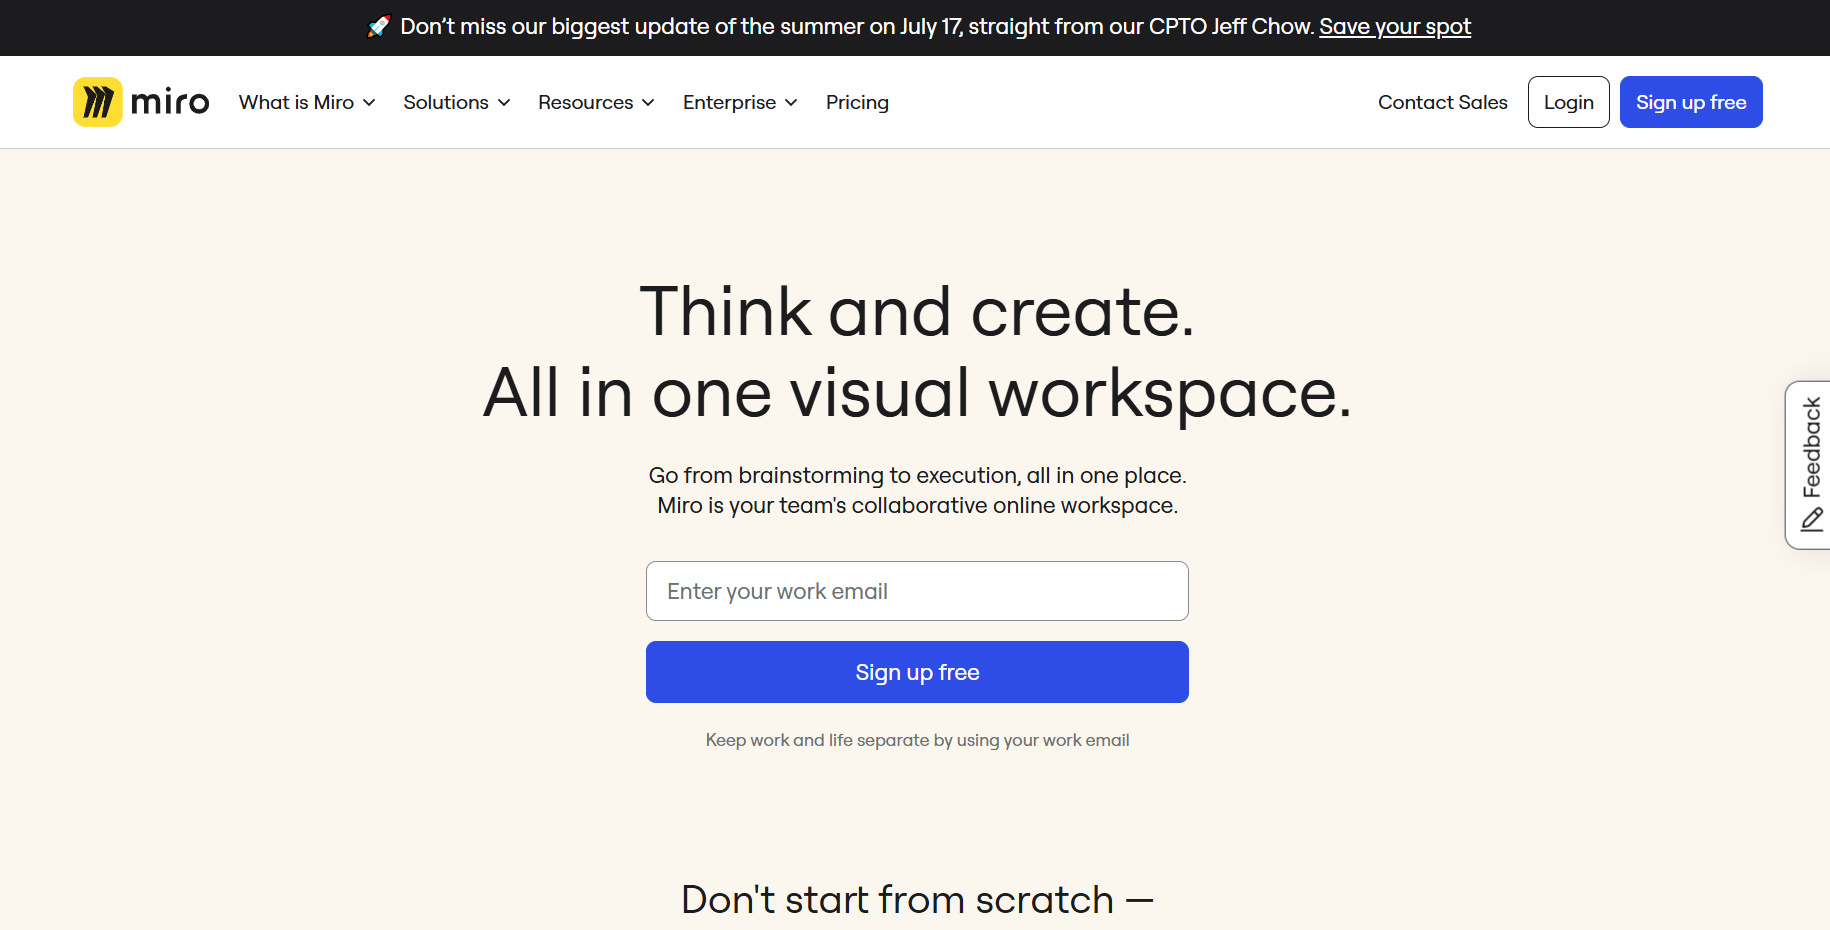 🚀 Don’t miss our biggest update of the summer on July 17, straight from our CPTO Jeff Chow. Save your spot
miro What is Miro Solutions Resources Enterprise Pricing Contact Sales Login Sign up free
Think and create.
All in one visual workspace.
Go from brainstorming to execution, all in one place.
Miro is your team's collaborative online workspace.
Feedback
Enter your work email
Sign up free
Keep work and life separate by using your work email
Don't start from scratch —